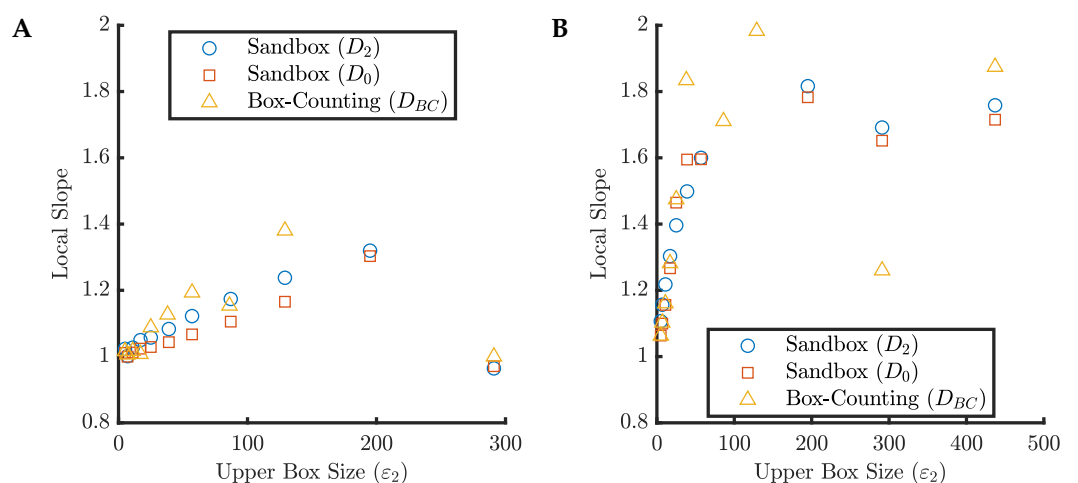 A
2
1.8
1.6
1.4
1.2
1
0.8
Local Slope
Sandbox (D₂)
Sandbox (D₀)
Box-Counting (D_BC)
0
100
200
300
Upper Box Size (ε₂)
B
2
1.8
1.6
1.4
1.2
1
0.8
Local Slope
Sandbox (D₂)
Sandbox (D₀)
Box-Counting (D_BC)
0
100
200
300
400
500
Upper Box Size (ε₂)